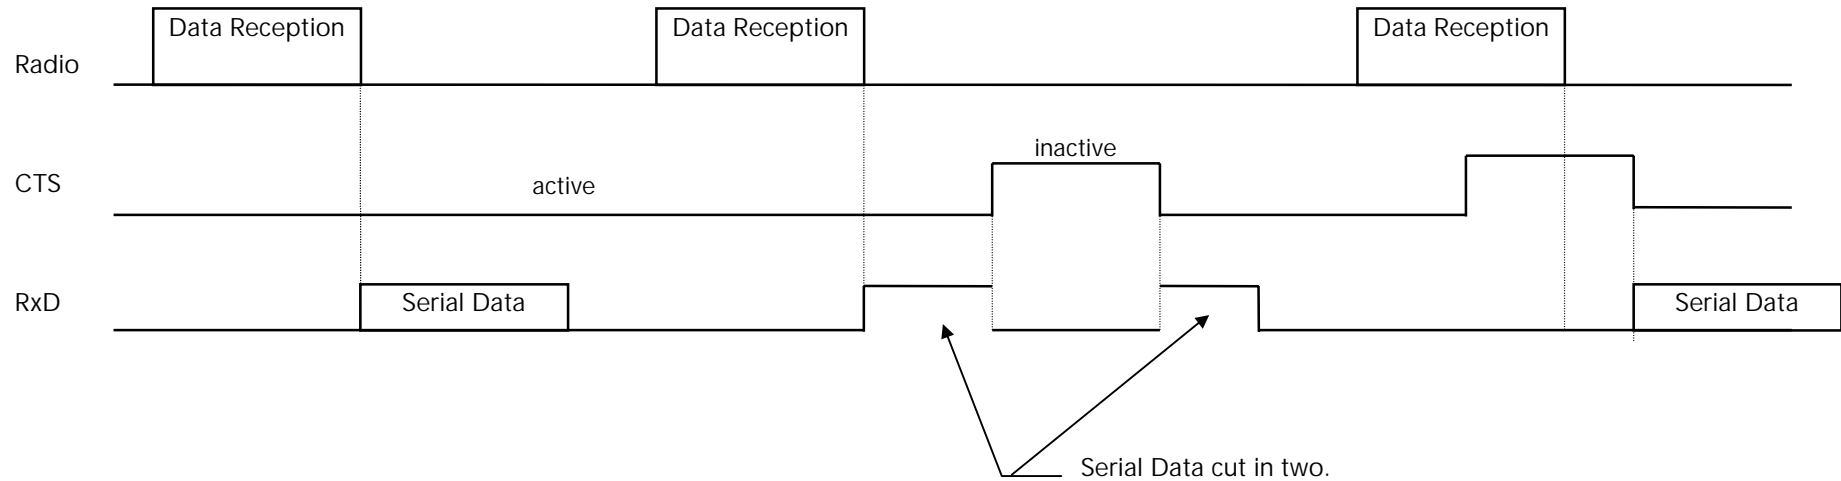 Data Reception
Data Reception
Data Reception
Radio
inactive
CTS
active
RxD
Serial Data
Serial Data
Serial Data cut in two.